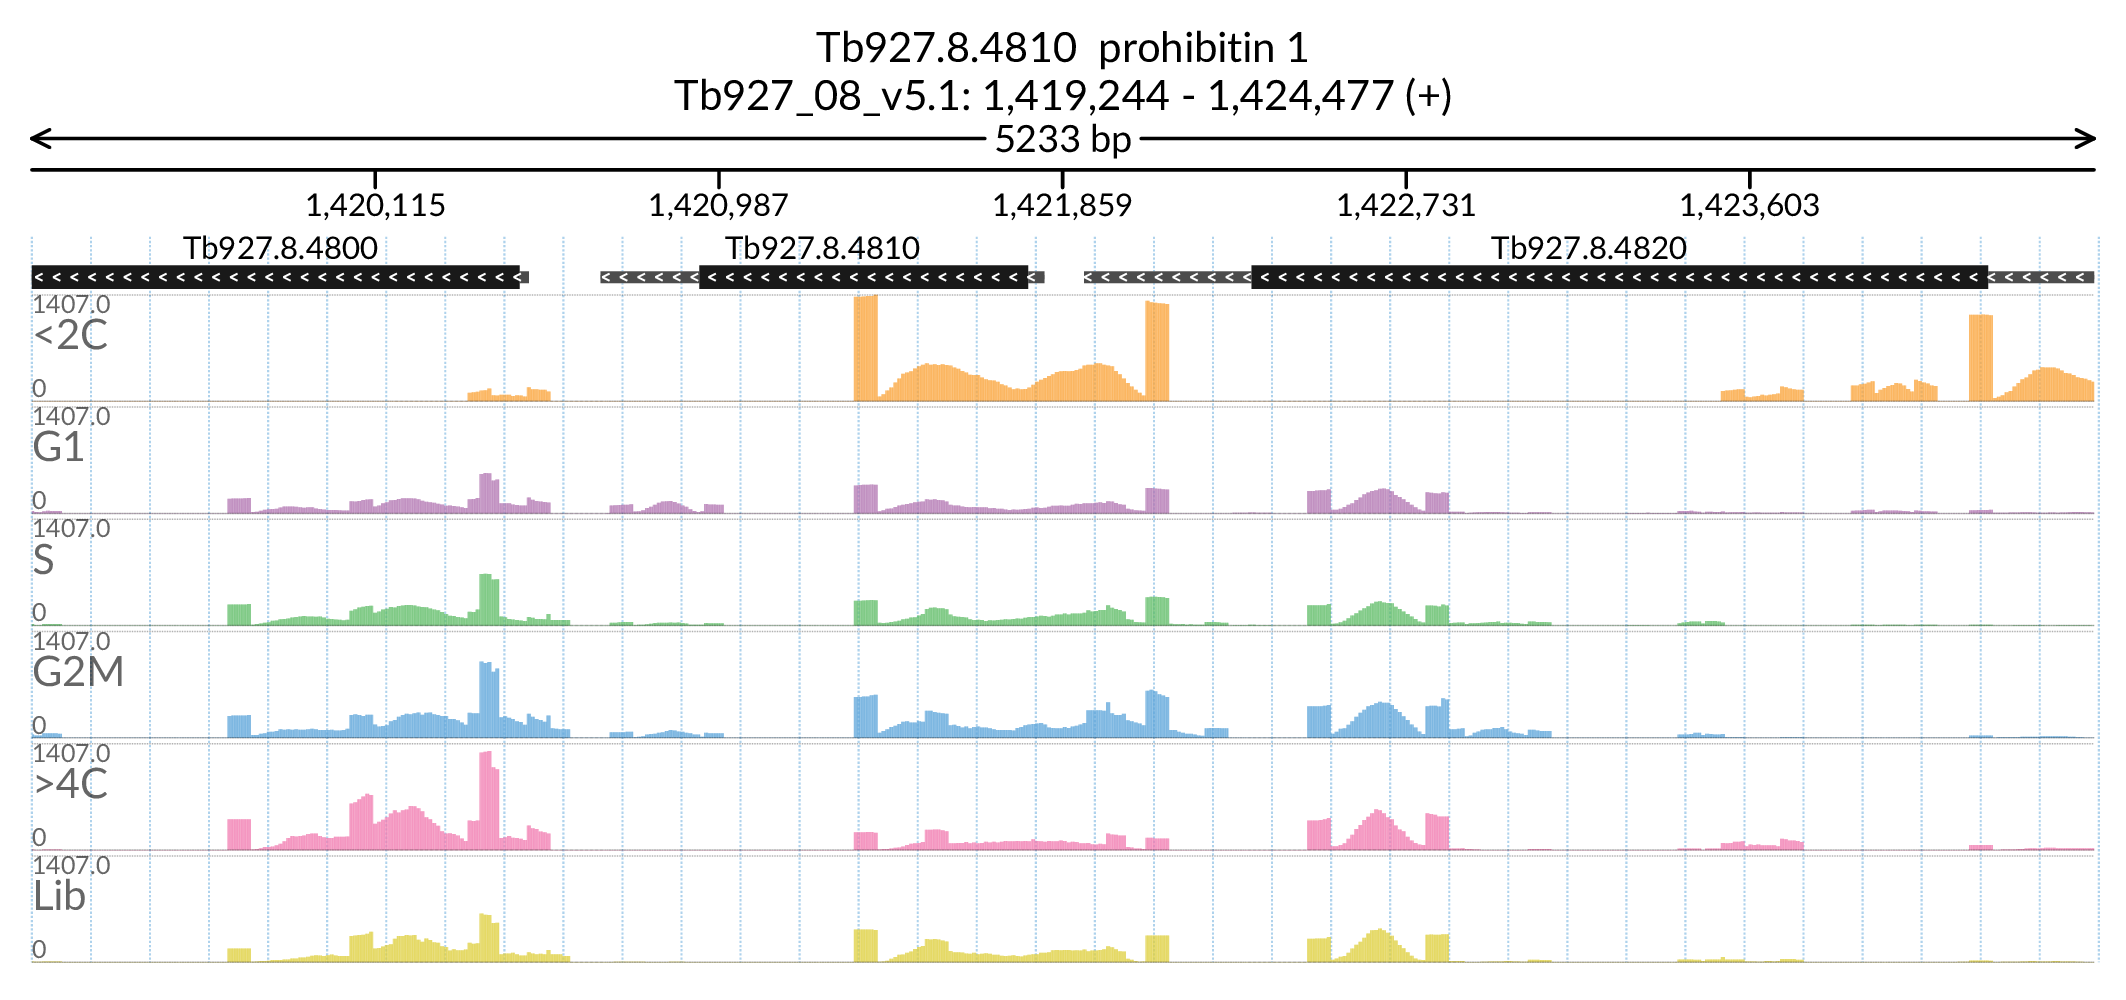 Tb927.8.4810  prohibitin 1
Tb927_08_v5.1: 1,419,244 - 1,424,477 (+)
5233 bp
1,420,115 1,420,987 1,421,859 1,422,731 1,423,603
Tb927.8.4800 Tb927.8.4810 Tb927.8.4820
1407.0
<2C
0
1407.0
G1
0
1407.0
S
0
1407.0
G2M
0
1407.0
>4C
0
1407.0
Lib
0